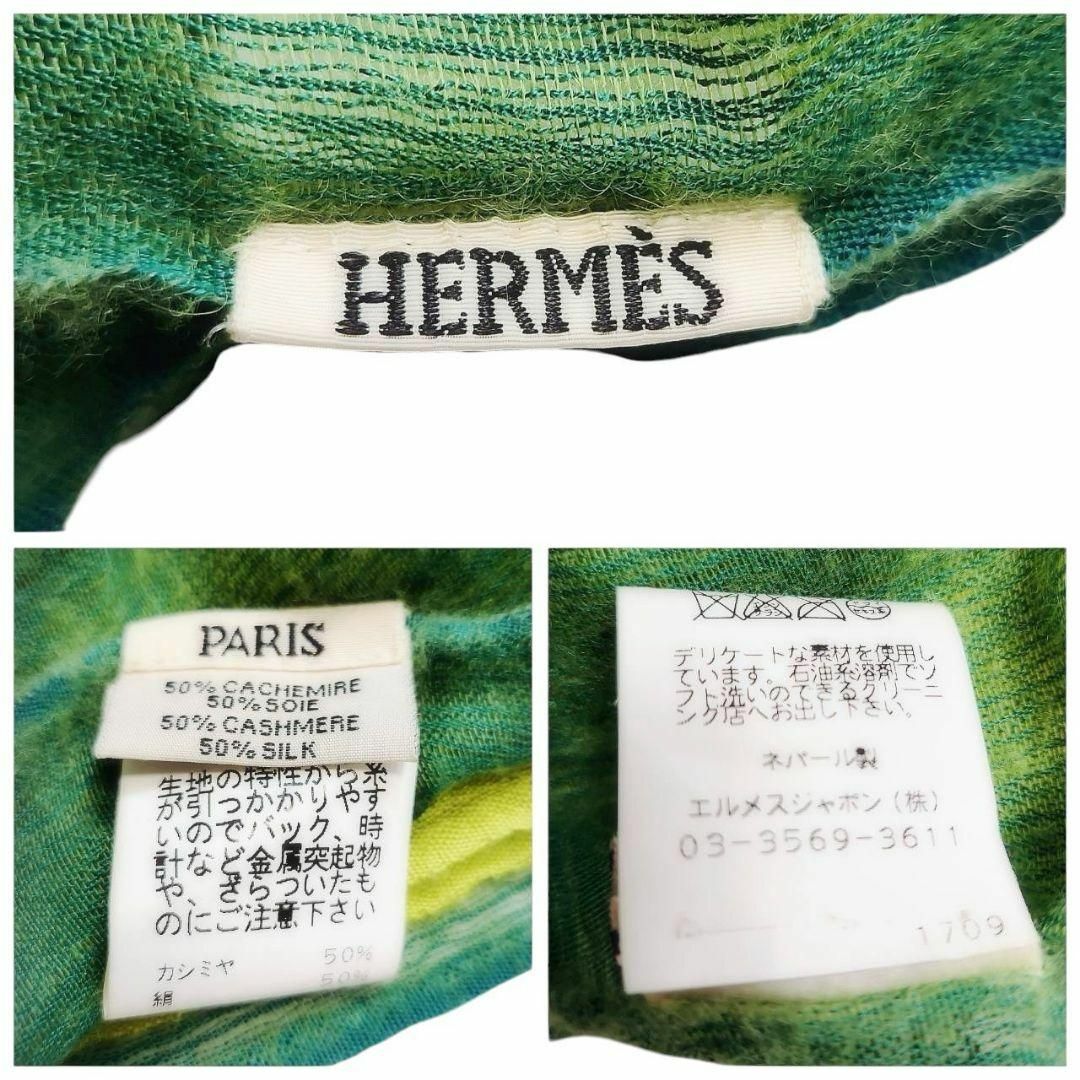 HERMÈS
PARIS
50% CACHEMIRE
50% SOIE
50% CASHMERE
50% SILK
生地の特性から糸
が引っかかりやす
いのでバック、時
計など金属突起物
や、ざらついたも
のにご注意下さい
カシミヤ 50%
絹 50%
デリケートな素材を使用し
ています。石油系溶剤でソ
フト洗いのできるクリーニ
ング店へお出し下さい。
ネパール製
エルメスジャポン(株)
03-3569-3611
1709